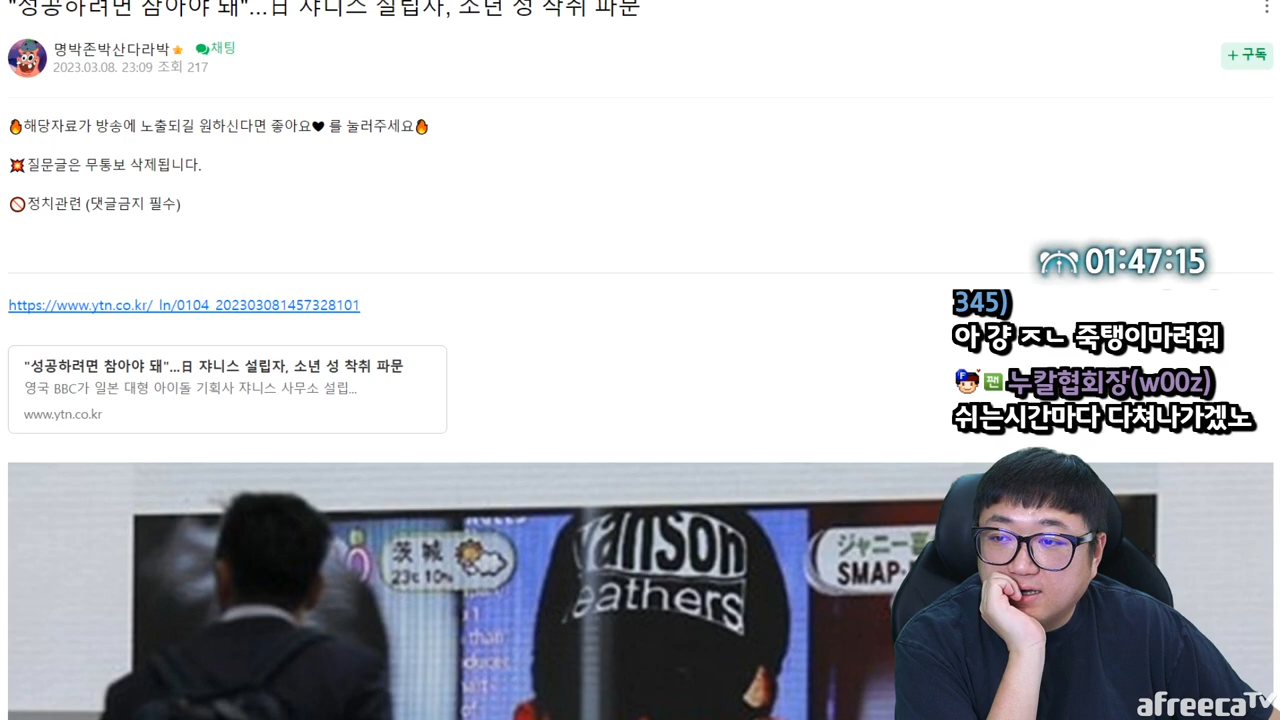 "성공하려면 참아야 돼"...日 쟈니스 설립자, 소년 성 착취 파문
명박존박산다라박 채팅
2023.03.08. 23:09 조회 217
+ 구독
🔥해당자료가 방송에 노출되길 원하신다면 좋아요🖤 를 눌러주세요🔥
💥질문글은 무통보 삭제됩니다.
🚫정치관련 (댓글금지 필수)
01:47:15
https://www.ytn.co.kr/_ln/0104_202303081457328101
345)
아 걍 ㅈㄴ 죽탱이마려워
F 팬 누칼협회장(w00z)
쉬는시간마다 다쳐나가겠노
"성공하려면 참아야 돼"...日 쟈니스 설립자, 소년 성 착취 파문
영국 BBC가 일본 대형 아이돌 기획사 쟈니스 사무소 설립...
www.ytn.co.kr
茨城
23℃ 10%
vanson
leathers
ジャニー喜
SMAP
than
afreecaTV